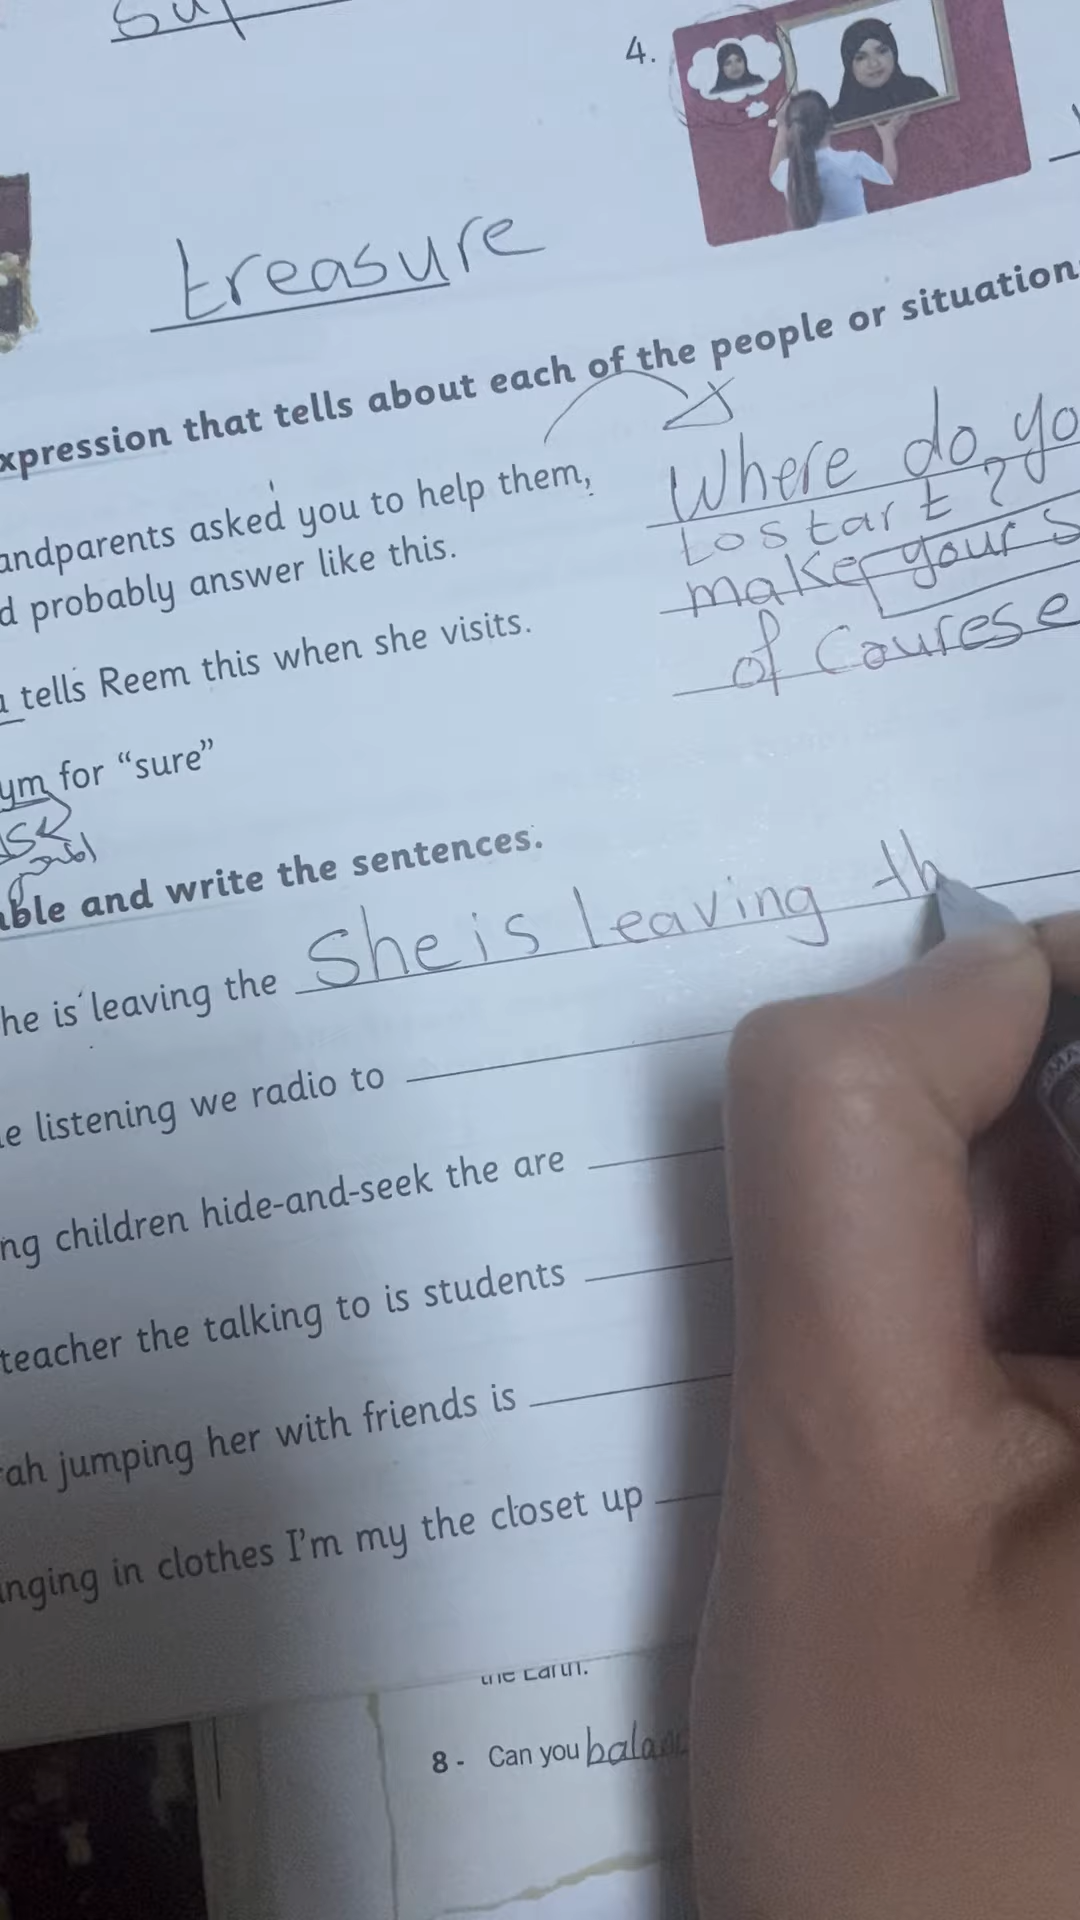 4.
treasure
xpression that tells about each of the people or situation
andparents asked you to help them,
d probably answer like this.
Where do yo
to start?
make your s
tells Reem this when she visits.
of Courese
ym for “sure”
ble and write the sentences.
he is leaving the She is leaving th
e listening we radio to
ng children hide-and-seek the are
teacher the talking to is students
ah jumping her with friends is
nging in clothes I'm my the closet up
the Earth.
8 - Can you balan